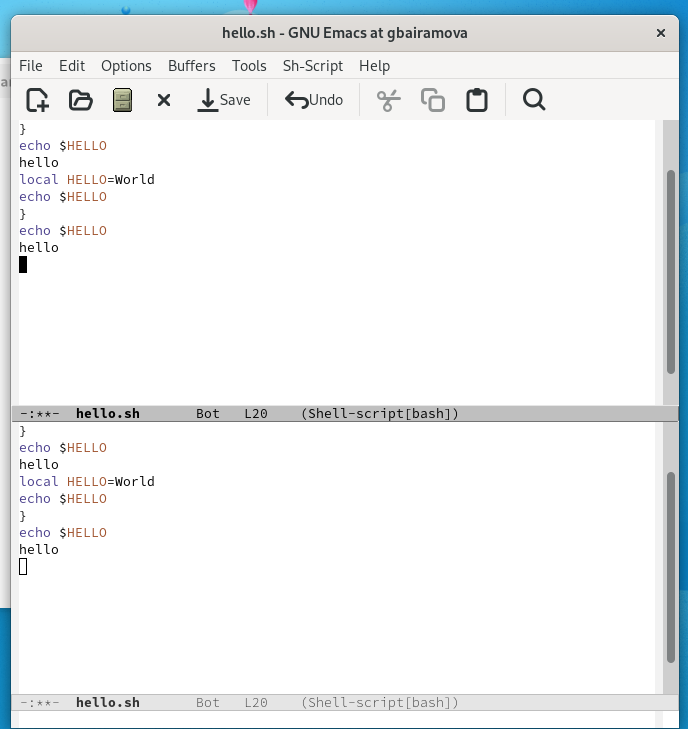 hello.sh - GNU Emacs at gbairamova
File Edit Options Buffers Tools Sh-Script Help
Save Undo
}
echo $HELLO
hello
local HELLO=World
echo $HELLO
}
echo $HELLO
hello
-:**- hello.sh Bot L20 (Shell-script[bash])
}
echo $HELLO
hello
local HELLO=World
echo $HELLO
}
echo $HELLO
hello
-:**- hello.sh Bot L20 (Shell-script[bash])